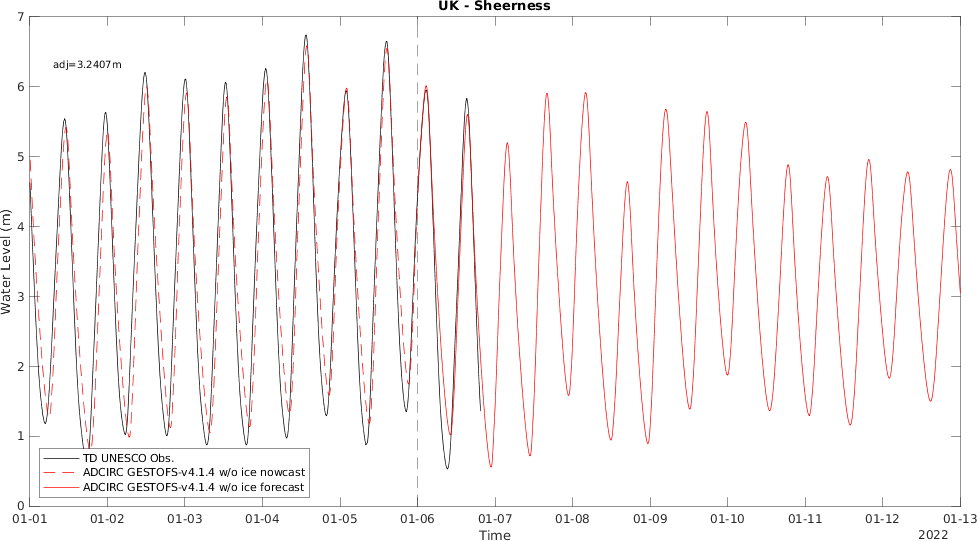 UK - Sheerness
7
adj=3.2407m
6
5
4
3
2
1
0
Water Level (m)
TD UNESCO Obs.
ADCIRC GESTOFS-v4.1.4 w/o ice nowcast
ADCIRC GESTOFS-v4.1.4 w/o ice forecast
01-01 01-02 01-03 01-04 01-05 01-06 01-07 01-08 01-09 01-10 01-11 01-12 01-13
Time
2022